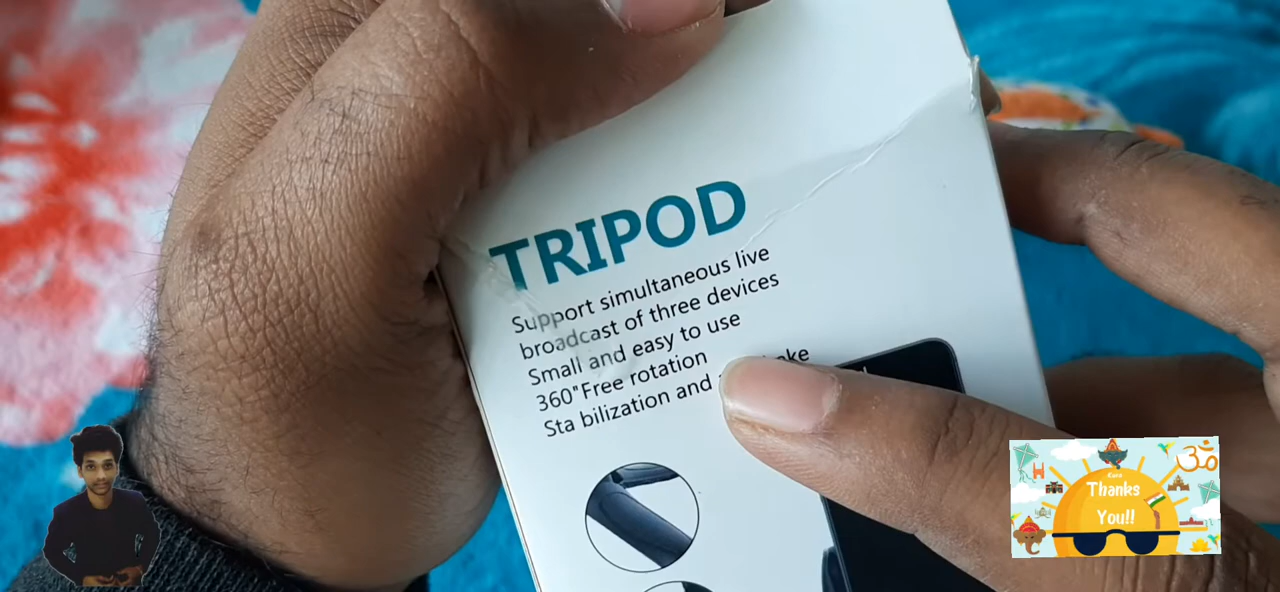 TRIPOD
Support simultaneous live
broadcast of three devices
Small and easy to use
360"Free rotation
Sta bilization and
Thanks
You!!
ॐ